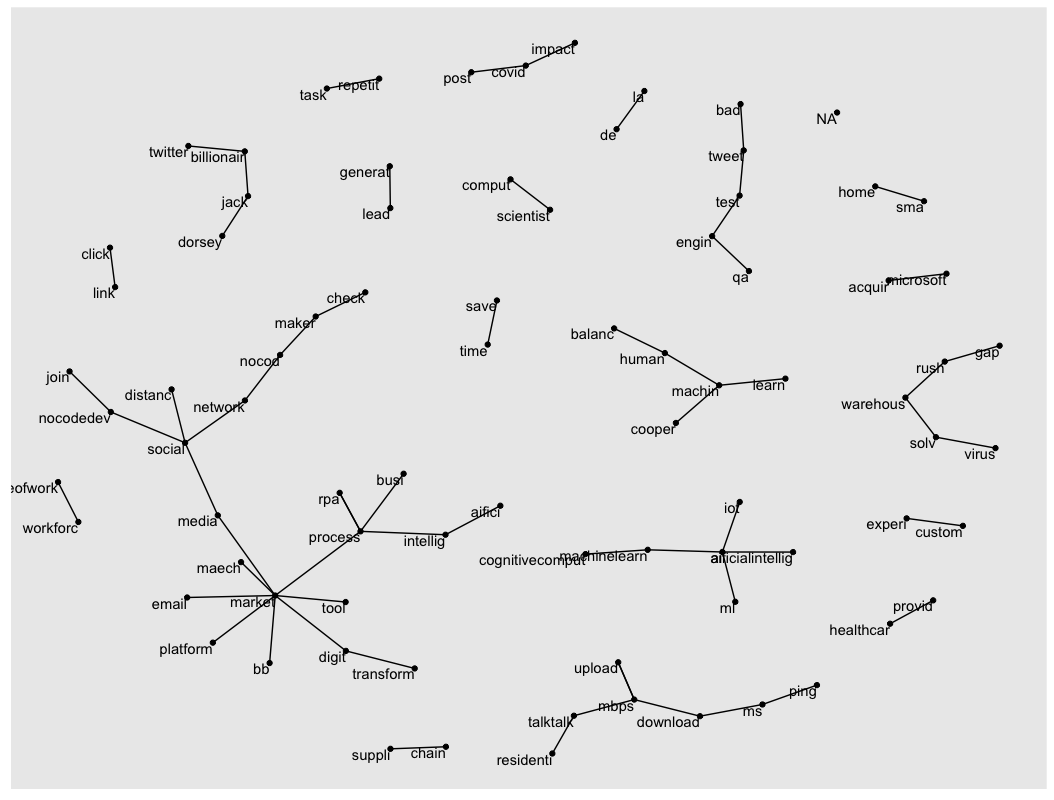 impact
post
covid
task
repetit
la
de
bad
NA
twitter
billionair
tweet
generat
comput
home
jack
lead
scientist
test
sma
dorsey
engin
click
qa
link
acquir
microsoft
check
save
maker
balanc
time
human
gap
nocod
rush
join
machin
learn
distanc
network
warehous
nocodedev
cooper
social
solv
virus
busi
eofwork
rpa
aifici
iot
media
workforc
process
intellig
experi
custom
cognitivecomput
machinelearn
aificialintellig
maech
email
market
tool
ml
provid
healthcar
platform
digit
bb
transform
upload
ping
mbps
ms
talktalk
download
suppli
chain
residenti